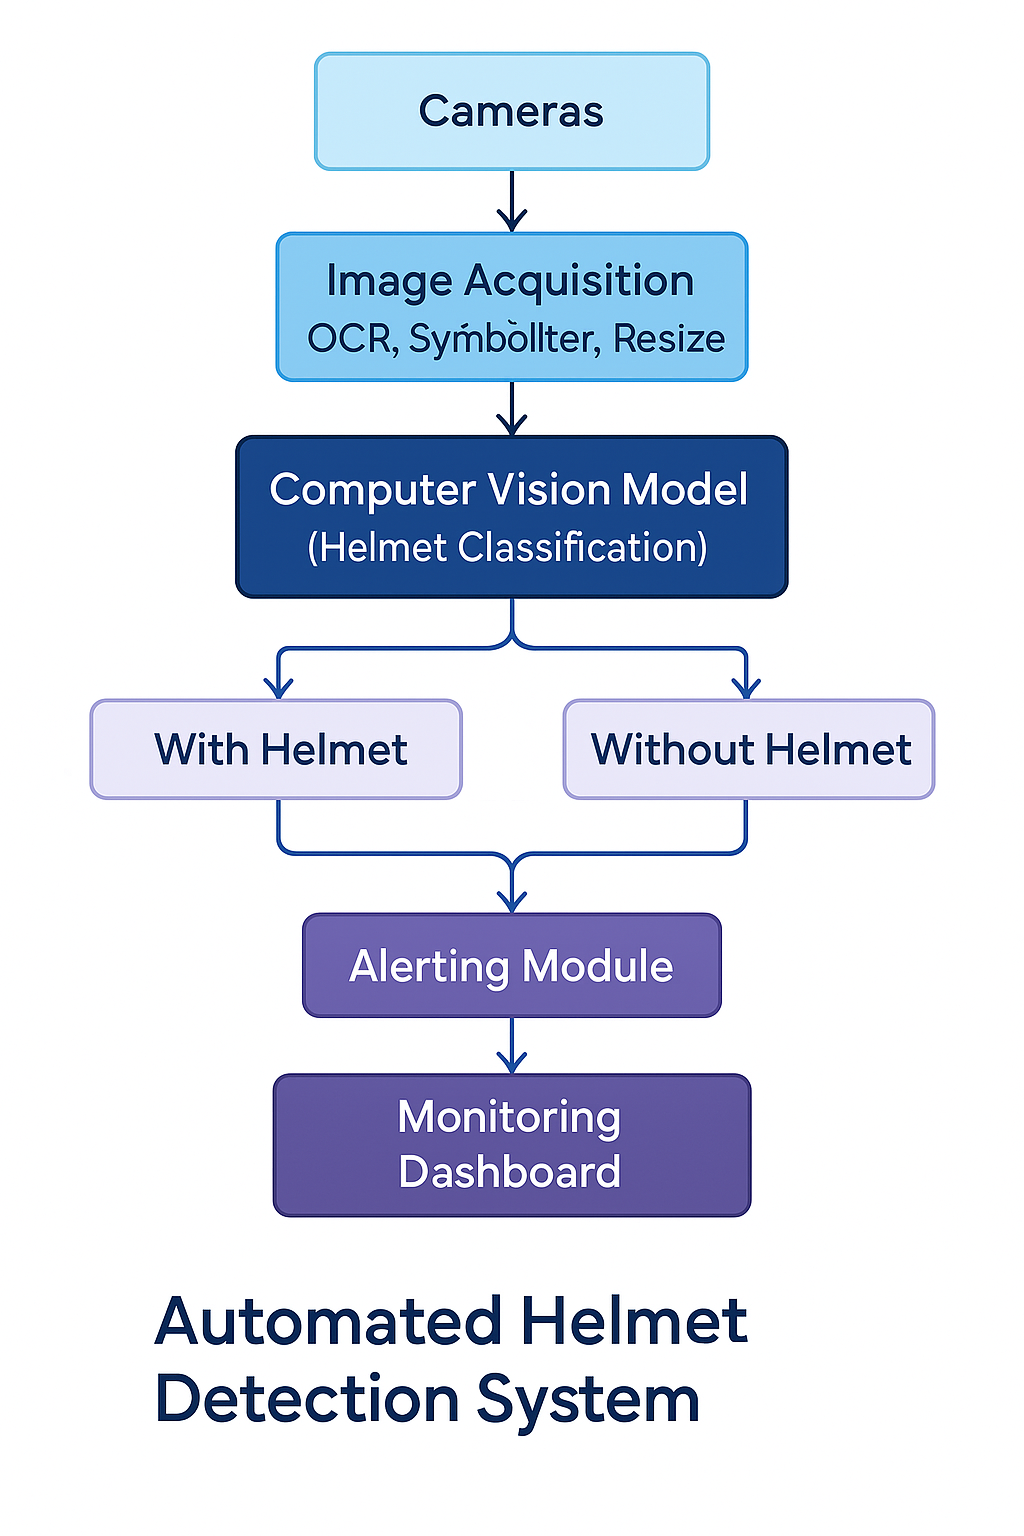 Cameras
Image Acquisition
OCR, Resize
Computer Vision Model
(Helmet Classification)
With Helmet
Without Helmet
Alerting Module
Monitoring
Dashboard
Automated Helmet
Detection System